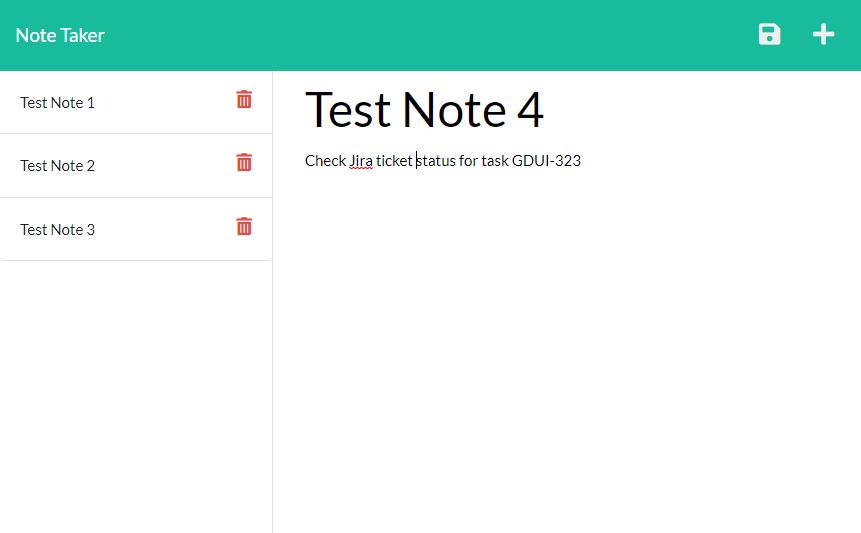 Note Taker
Test Note 1
Test Note 2
Test Note 3
Test Note 4
Check Jira ticket status for task GDUI-323